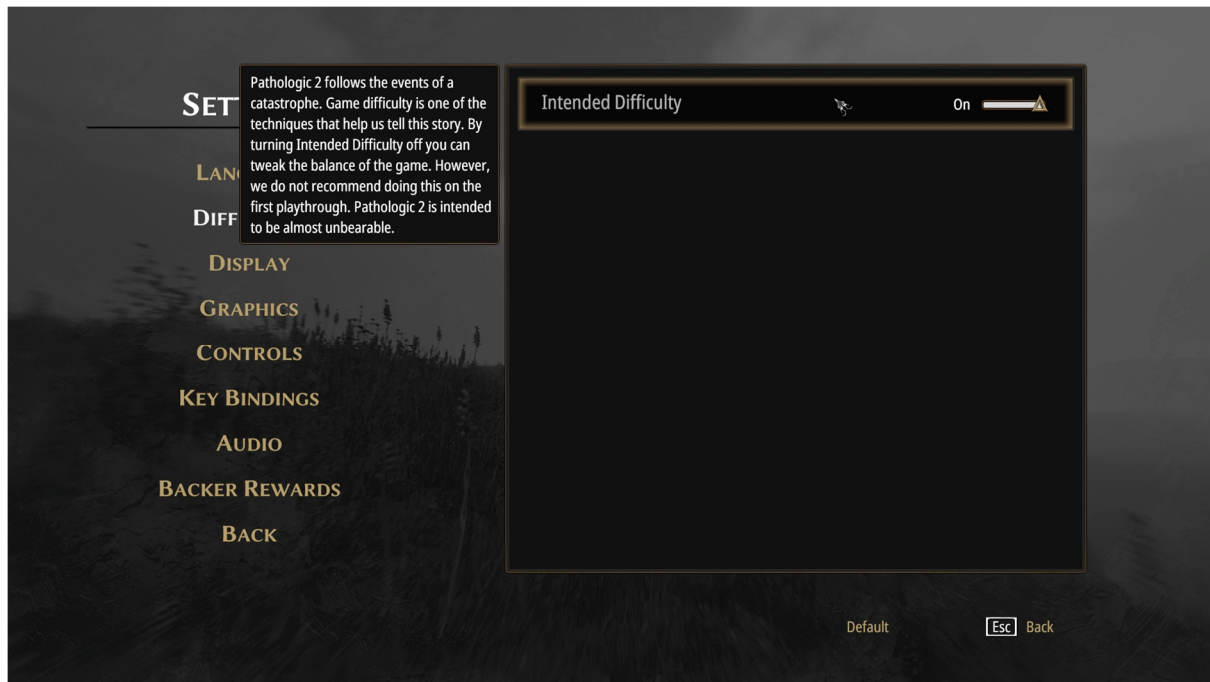 Pathologic 2 follows the events of a
catastrophe. Game difficulty is one of the
techniques that help us tell this story. By
turning Intended Difficulty off you can
tweak the balance of the game. However,
we do not recommend doing this on the
first playthrough. Pathologic 2 is intended
to be almost unbearable.
Intended Difficulty
On
Display
Graphics
Controls
Key Bindings
Audio
Backer Rewards
Back
Default
Esc Back